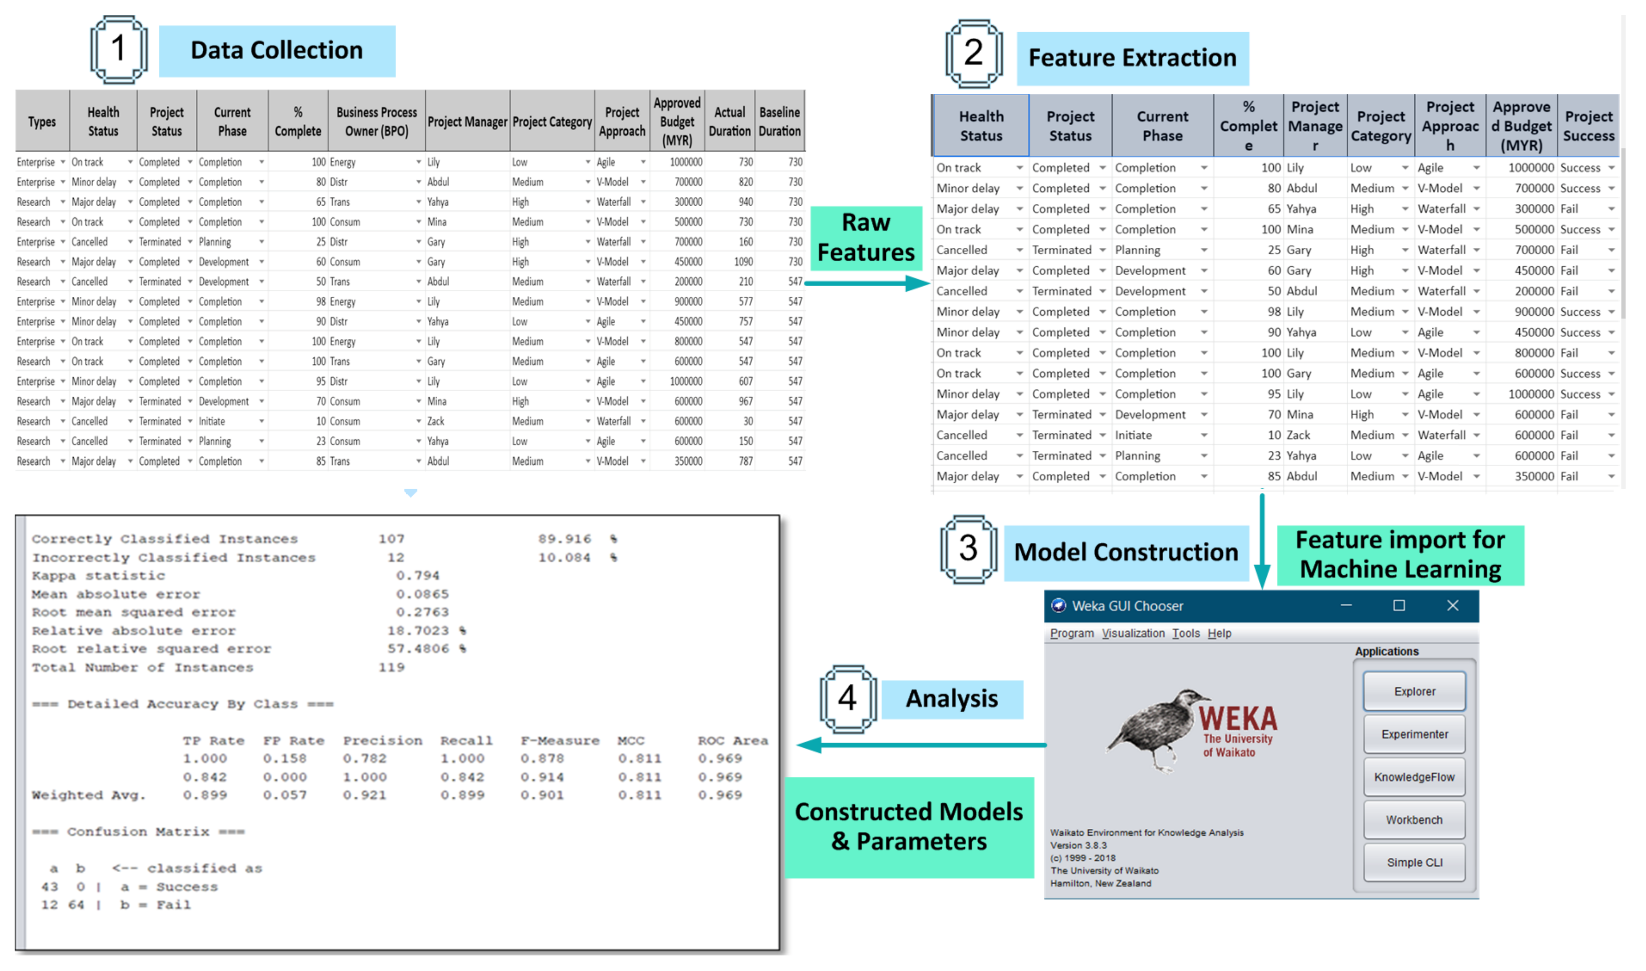 1 Data Collection
Types Health Status Project Status Current Phase % Complete Business Process Owner (BPO) Project Manager Project Category Project Approach Approved Budget (MYR) Actual Duration Baseline Duration
Enterprise On track Completed Completion 100 Energy Lily Low Agile 1000000 730 730
Enterprise Minor delay Completed Completion 80 Distr Abdul Medium V-Model 700000 820 730
Research Major delay Completed Completion 65 Trans Yahya High Waterfall 300000 940 730
Research On track Completed Completion 100 Consum Mina Medium V-Model 500000 730 730
Enterprise Cancelled Terminated Planning 25 Distr Gary High Waterfall 700000 160 730
Research Major delay Completed Development 60 Consum Gary High V-Model 450000 1090 730
Research Cancelled Terminated Development 50 Trans Abdul Medium Waterfall 200000 210 547
Enterprise Minor delay Completed Completion 98 Energy Lily Medium V-Model 900000 577 547
Enterprise Minor delay Completed Completion 90 Distr Yahya Low Agile 450000 757 547
Enterprise On track Completed Completion 100 Energy Lily Medium V-Model 800000 547 547
Research On track Completed Completion 100 Trans Gary Medium Agile 600000 547 547
Enterprise Minor delay Completed Completion 95 Distr Lily Low Agile 1000000 607 547
Research Major delay Terminated Development 70 Consum Mina High V-Model 600000 967 547
Research Cancelled Terminated Initiate 10 Consum Zack Medium Waterfall 600000 30 547
Research Cancelled Terminated Planning 23 Consum Yahya Low Agile 600000 150 547
Research Major delay Completed Completion 85 Trans Abdul Medium V-Model 350000 787 547
Raw
Features
2 Feature Extraction
Health Status Project Status Current Phase % Complet e Project Manage r Project Category Project Approac h Approve d Budget (MYR) Project Success
On track Completed Completion 100 Lily Low Agile 1000000 Success
Minor delay Completed Completion 80 Abdul Medium V-Model 700000 Success
Major delay Completed Completion 65 Yahya High Waterfall 300000 Fail
On track Completed Completion 100 Mina Medium V-Model 500000 Success
Cancelled Terminated Planning 25 Gary High Waterfall 700000 Fail
Major delay Completed Development 60 Gary High V-Model 450000 Fail
Cancelled Terminated Development 50 Abdul Medium Waterfall 200000 Fail
Minor delay Completed Completion 98 Lily Medium V-Model 900000 Success
Minor delay Completed Completion 90 Yahya Low Agile 450000 Success
On track Completed Completion 100 Lily Medium V-Model 800000 Fail
On track Completed Completion 100 Gary Medium Agile 600000 Success
Minor delay Completed Completion 95 Lily Low Agile 1000000 Success
Major delay Terminated Development 70 Mina High V-Model 600000 Fail
Cancelled Terminated Initiate 10 Zack Medium Waterfall 600000 Fail
Cancelled Terminated Planning 23 Yahya Low Agile 600000 Fail
Major delay Completed Completion 85 Abdul Medium V-Model 350000 Fail
3 Model Construction
Feature import for
Machine Learning
Weka GUI Chooser
Program Visualization Tools Help
Applications
Explorer
Experimenter
KnowledgeFlow
Workbench
Simple CLI
WEKA
The University
of Waikato
Waikato Environment for Knowledge Analysis
Version 3.8.3
(c) 1999 - 2018
The University of Waikato
Hamilton, New Zealand
4 Analysis
Constructed Models
& Parameters
Correctly Classified Instances 107 89.916 %
Incorrectly Classified Instances 12 10.084 %
Kappa statistic 0.794
Mean absolute error 0.0865
Root mean squared error 0.2763
Relative absolute error 18.7023 %
Root relative squared error 57.4806 %
Total Number of Instances 119
=== Detailed Accuracy By Class ===
TP Rate FP Rate Precision Recall F-Measure MCC ROC Area
1.000 0.158 0.782 1.000 0.878 0.811 0.969
0.842 0.000 1.000 0.842 0.914 0.811 0.969
Weighted Avg. 0.899 0.057 0.921 0.899 0.901 0.811 0.969
=== Confusion Matrix ===
a b <-- classified as
43 0 | a = Success
12 64 | b = Fail